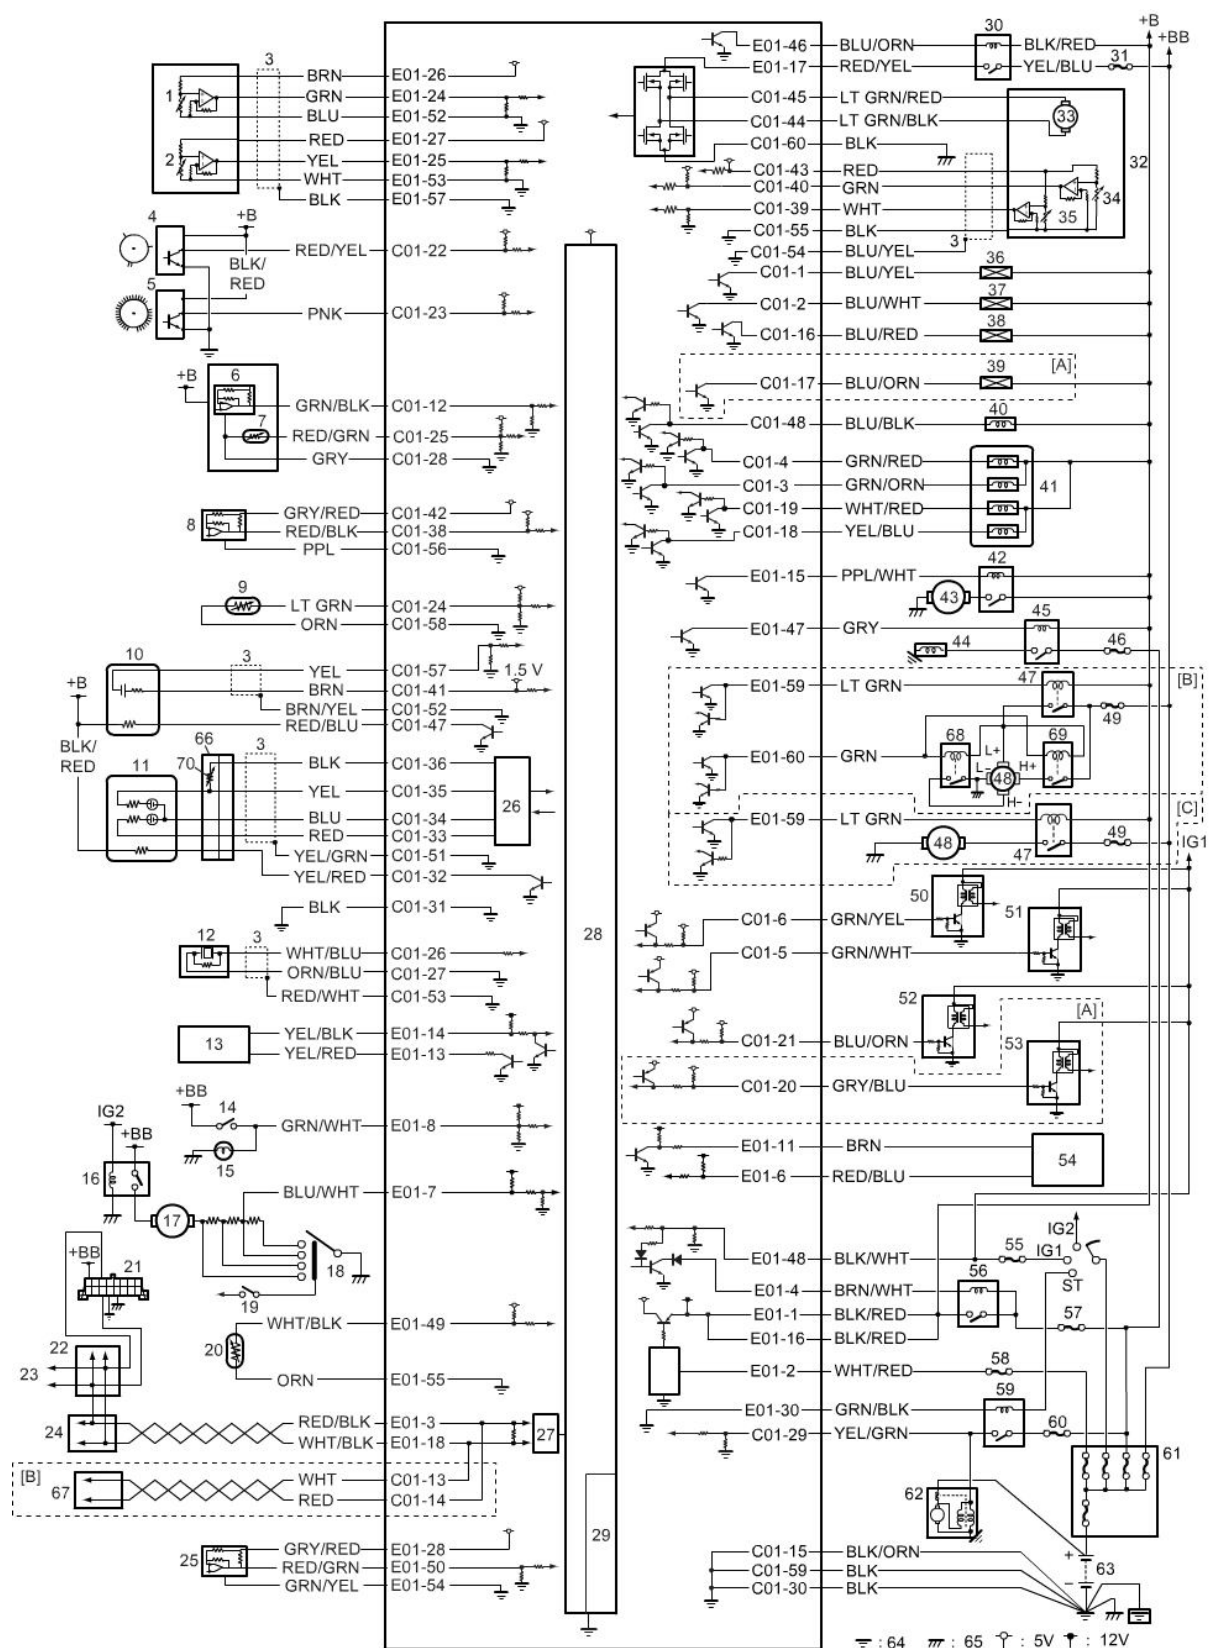 30
+B
+BB
E01-46 BLU/ORN BLK/RED
E01-17 RED/YEL YEL/BLU 31
3
BRN E01-26
1 GRN E01-24
BLU E01-52
RED E01-27
2 YEL E01-25
WHT E01-53
BLK E01-57
C01-45 LT GRN/RED
33
C01-44 LT GRN/BLK
C01-60 BLK
32
C01-43 RED
C01-40 GRN
34
C01-39 WHT
35
C01-55 BLK
3
C01-54 BLU/YEL
4 +B
RED/YEL C01-22
BLK/
RED
5
PNK C01-23
C01-1 BLU/YEL 36
C01-2 BLU/WHT 37
C01-16 BLU/RED 38
[A]
C01-17 BLU/ORN 39
C01-48 BLU/BLK 40
+B 6
GRN/BLK C01-12
7
RED/GRN C01-25
GRY C01-28
C01-4 GRN/RED
C01-3 GRN/ORN 41
C01-19 WHT/RED
C01-18 YEL/BLU
8
GRY/RED C01-42
RED/BLK C01-38
PPL C01-56
E01-15 PPL/WHT 42
43
9
LT GRN C01-24
ORN C01-58
E01-47 GRY 45
44 46
10 3
YEL C01-57 1.5 V
+B
BRN C01-41
BRN/YEL C01-52
RED/BLU C01-47
BLK/
RED
[B]
E01-59 LT GRN 47
49
68 69
E01-60 GRN L+
L- 48 H+
H-
11 66 3
70
BLK C01-36
YEL C01-35
26
BLU C01-34
RED C01-33
YEL/GRN C01-51
YEL/RED C01-32
BLK C01-31
[C]
E01-59 LT GRN
48 47 49
IG1
50 51
C01-6 GRN/YEL
C01-5 GRN/WHT
28
12 3
WHT/BLU C01-26
ORN/BLU C01-27
RED/WHT C01-53
52 [A]
C01-21 BLU/ORN 53
C01-20 GRY/BLU
13
YEL/BLK E01-14
YEL/RED E01-13
+BB 14
GRN/WHT E01-8
15
E01-11 BRN
54
E01-6 RED/BLU
IG2
+BB
16
BLU/WHT E01-7
17
18
19
+BB 21
IG2
E01-48 BLK/WHT 55 IG1
ST
E01-4 BRN/WHT 56
E01-1 BLK/RED 57
E01-16 BLK/RED
E01-2 WHT/RED 58
WHT/BLK E01-49
20
ORN E01-55
22
23
24
RED/BLK E01-3
WHT/BLK E01-18
27
E01-30 GRN/BLK 59
C01-29 YEL/GRN 60
61
[B]
67
WHT C01-13
RED C01-14
62
25
GRY/RED E01-28
RED/GRN E01-50
GRN/YEL E01-54
29
C01-15 BLK/ORN
C01-59 BLK
C01-30 BLK
+
63
-
: 64 : 65 : 5V : 12V